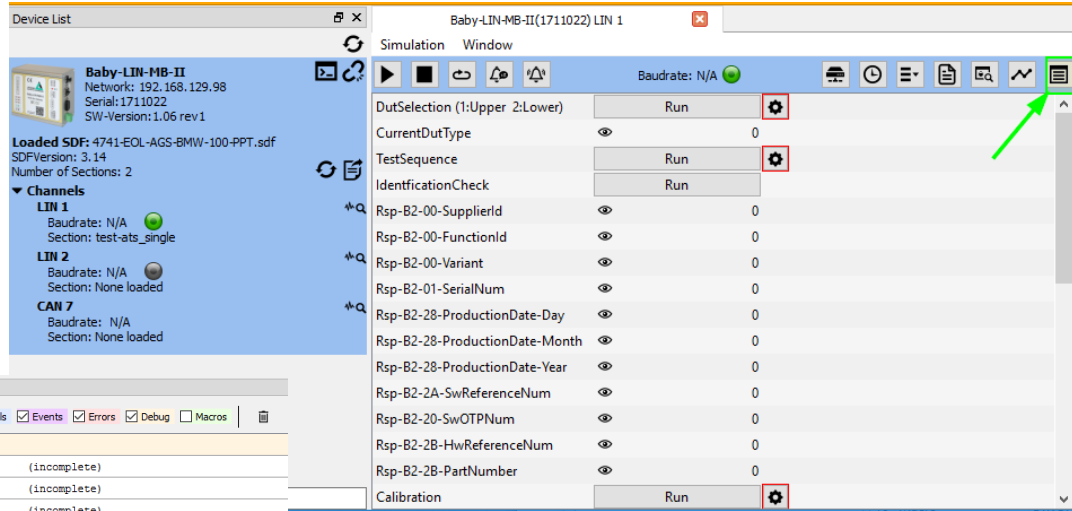 Device List
Baby-LIN-MB-II
Network: 192.168.129.98
Serial:1711022
SW-Version:1.06 rev1
Loaded SDF: 4741-EOL-AGS-BMW-100-PPT.sdf
SDFVersion: 3.14
Number of Sections: 2
Channels
LIN 1
Baudrate: N/A
Section: test-ats_single
LIN 2
Baudrate: N/A
Section: None loaded
CAN 7
Baudrate: N/A
Section: None loaded
ls Events Errors Debug Macros
(incomplete)
(incomplete)
(incomplete)
Baby-LIN-MB-II(1711022) LIN 1
Simulation Window
Baudrate: N/A
DutSelection (1:Upper 2:Lower) Run
CurrentDutType 0
TestSequence Run
IdentficationCheck Run
Rsp-B2-00-SupplierId 0
Rsp-B2-00-FunctionId 0
Rsp-B2-00-Variant 0
Rsp-B2-01-SerialNum 0
Rsp-B2-28-ProductionDate-Day 0
Rsp-B2-28-ProductionDate-Month 0
Rsp-B2-28-ProductionDate-Year 0
Rsp-B2-2A-SwReferenceNum 0
Rsp-B2-20-SwOTPNum 0
Rsp-B2-2B-HwReferenceNum 0
Rsp-B2-2B-PartNumber 0
Calibration Run